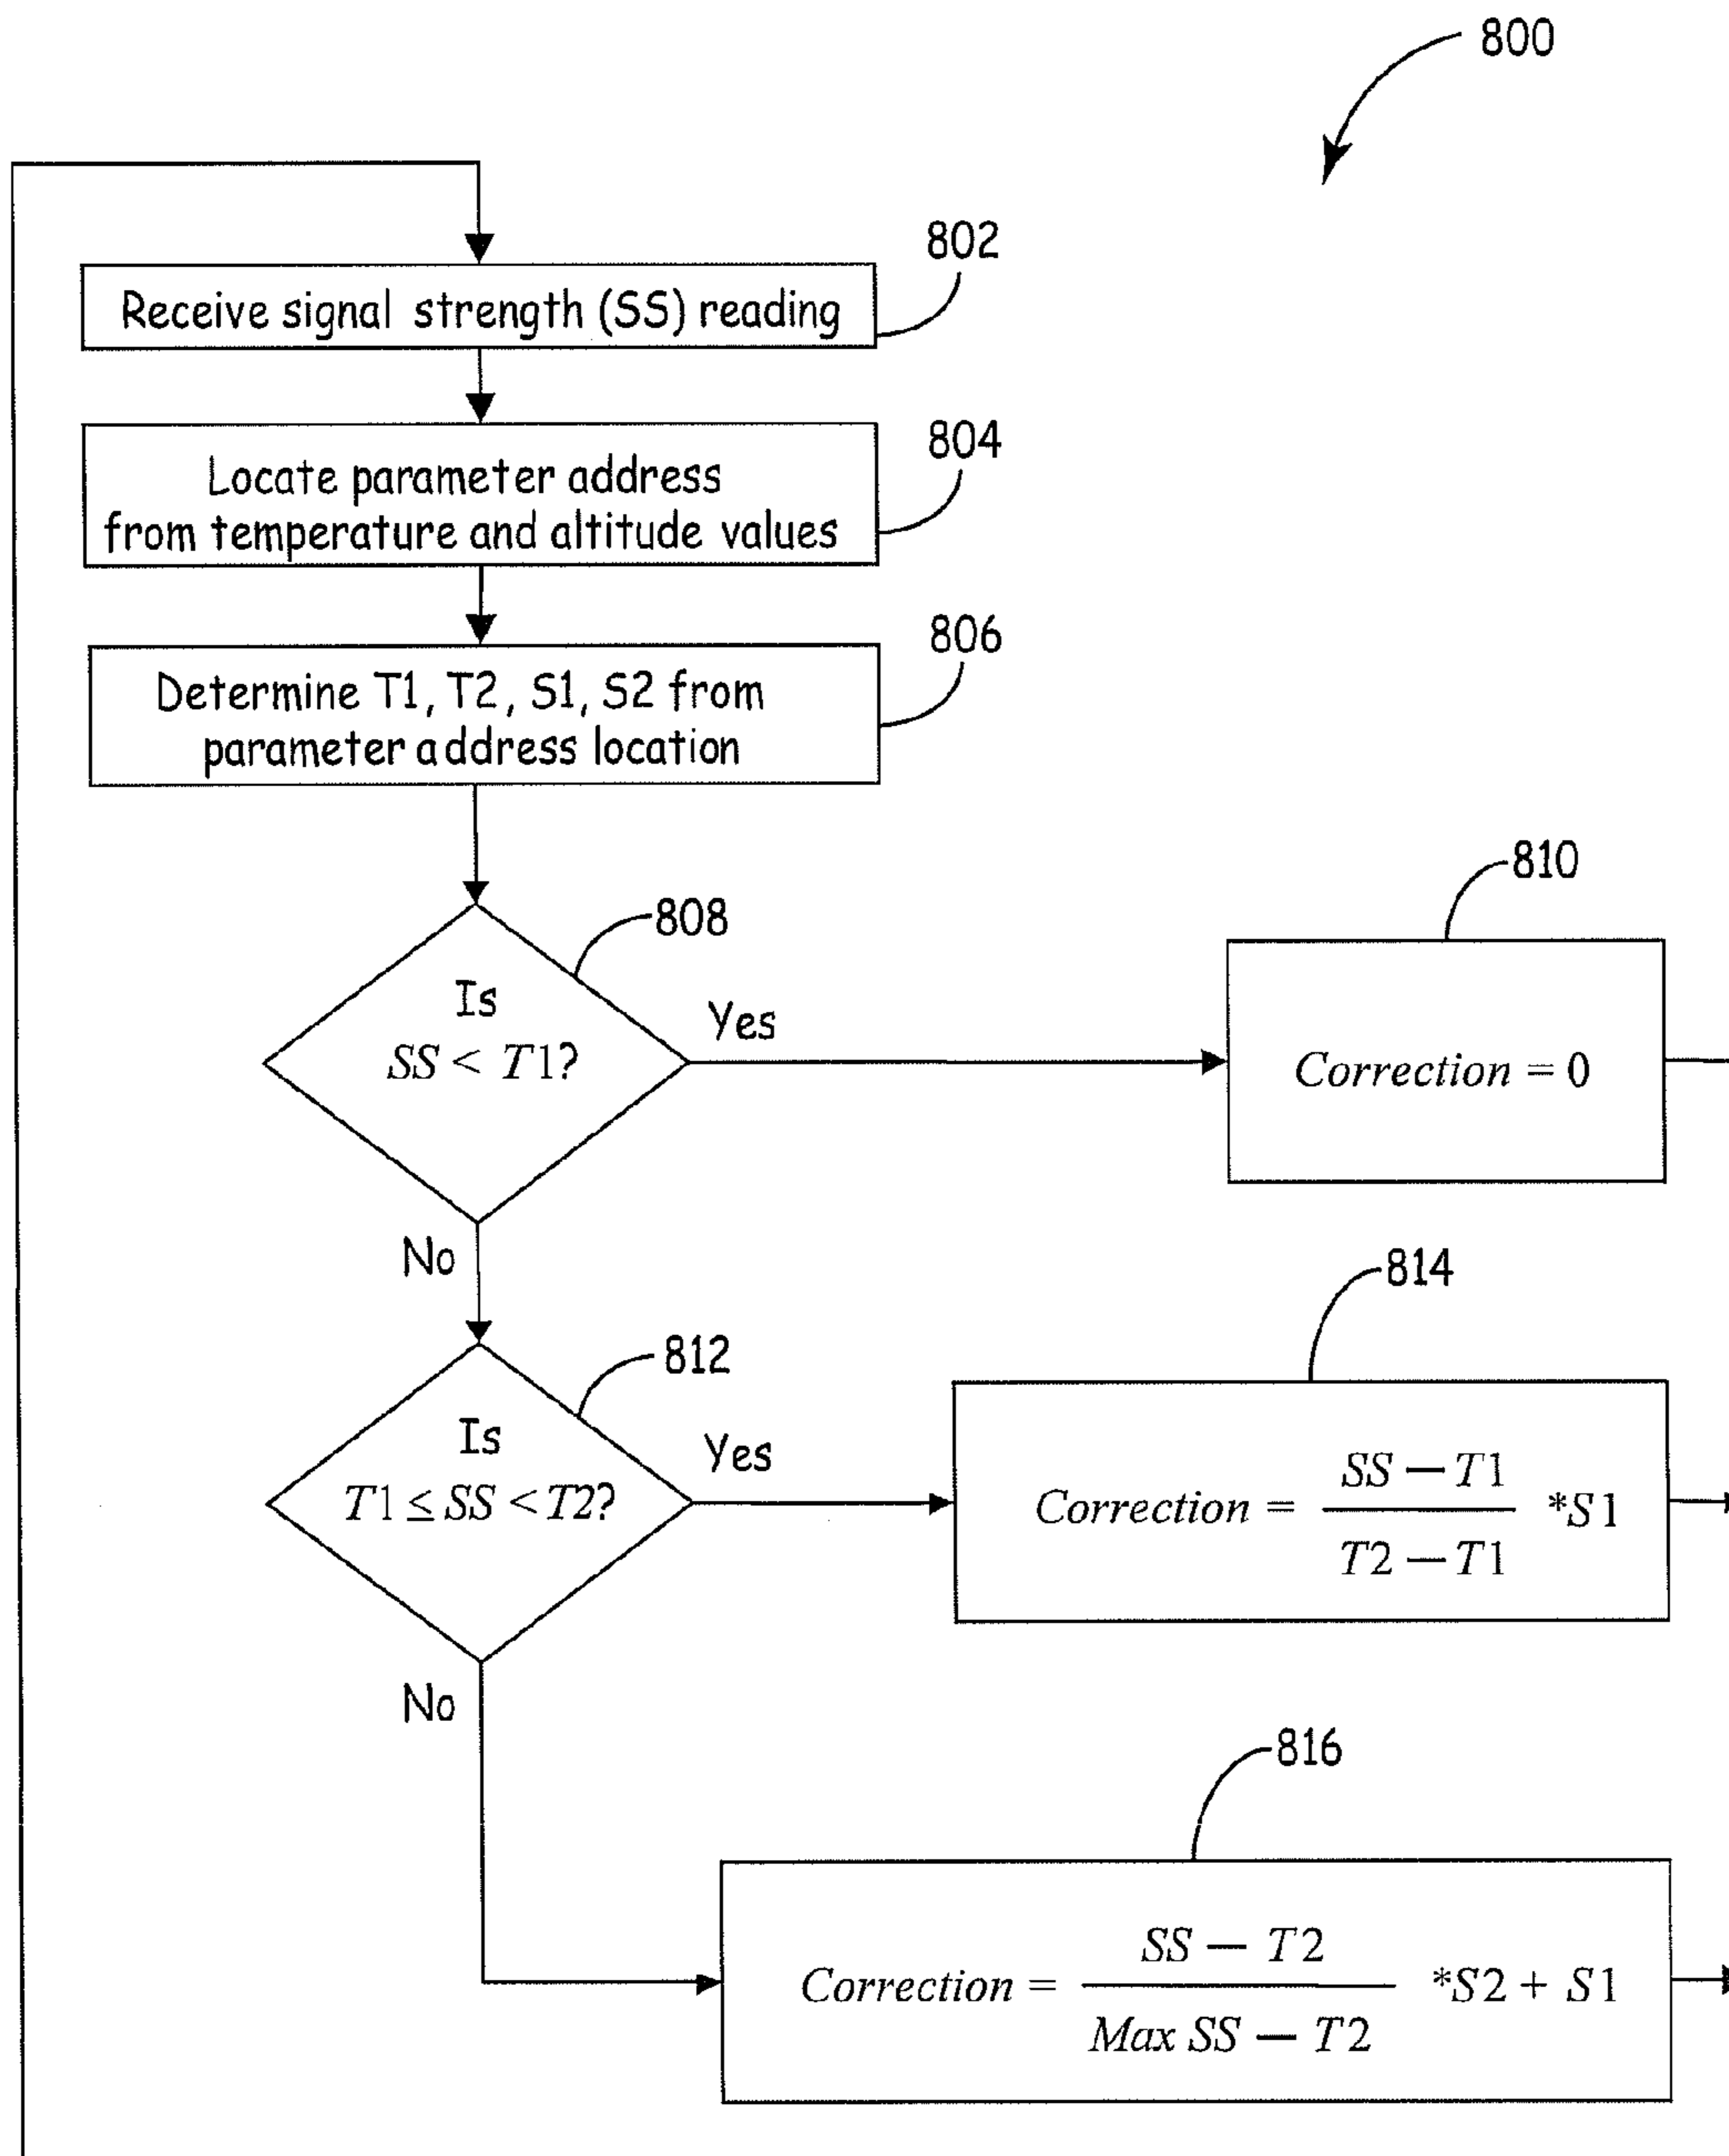 800
802
Receive signal strength (SS) reading
804
Locate parameter address
from temperature and altitude values
806
Determine T1, T2, S1, S2 from
parameter address location
808
Is
SS < T1?
Yes
810
Correction = 0
No
812
Is
T1 ≤ SS < T2?
Yes
814
Correction = SS — T1 / T2 — T1 *S1
No
816
Correction = SS — T2 / Max SS — T2 *S2 + S1